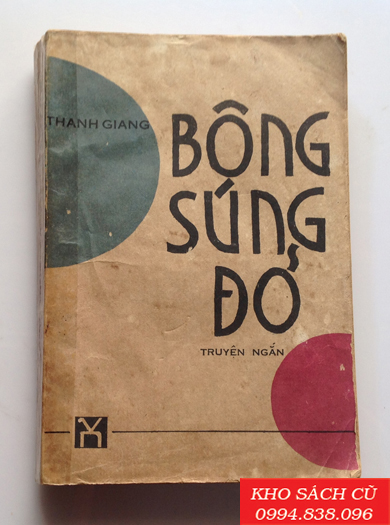 THANH GIANG
BÔNG
SÚNG
ĐỎ
TRUYỆN NGẮN
KHO SÁCH CŨ
0994.838.096